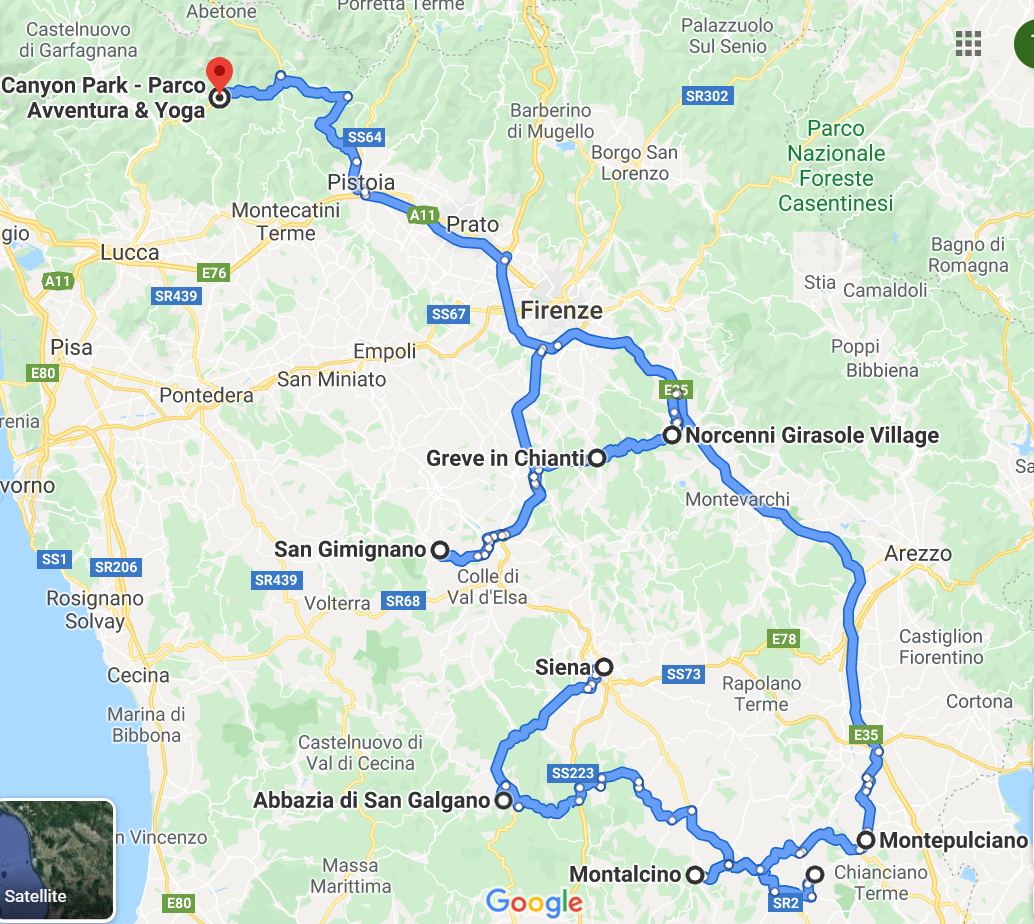 Abetone
Porretta Terme
Castelnuovo
di Garfagnana
Palazzuolo
Sul Senio
Canyon Park - Parco
Avventura & Yoga
SR302
Barberino
di Mugello
SS64
Parco
Nazionale
Foreste
Casentinesi
Borgo San
Lorenzo
Pistoia
Montecatini
Terme
A11
Prato
gio
Lucca
Bagno di
Romagna
E76
A11
SR439
Stia
Camaldoli
SS67
Firenze
Pisa
Empoli
Poppi
Bibbiena
E80
San Miniato
Pontedera
E35
renia
Norcenni Girasole Village
Greve in Chianti
Sa
vorno
Montevarchi
San Gimignano
Arezzo
SS1
SR206
SR439
Colle di
Val d'Elsa
Rosignano
Solvay
Volterra
SR68
E78
Castiglion
Fiorentino
Siena
Cecina
SS73
Rapolano
Terme
Cortona
Marina di
Bibbona
E35
Castelnuovo di
Val di Cecina
SS223
Abbazia di San Galgano
n Vincenzo
Montepulciano
Massa
Marittima
Montalcino
Chianciano
Terme
Satellite
E80
Google
SR2